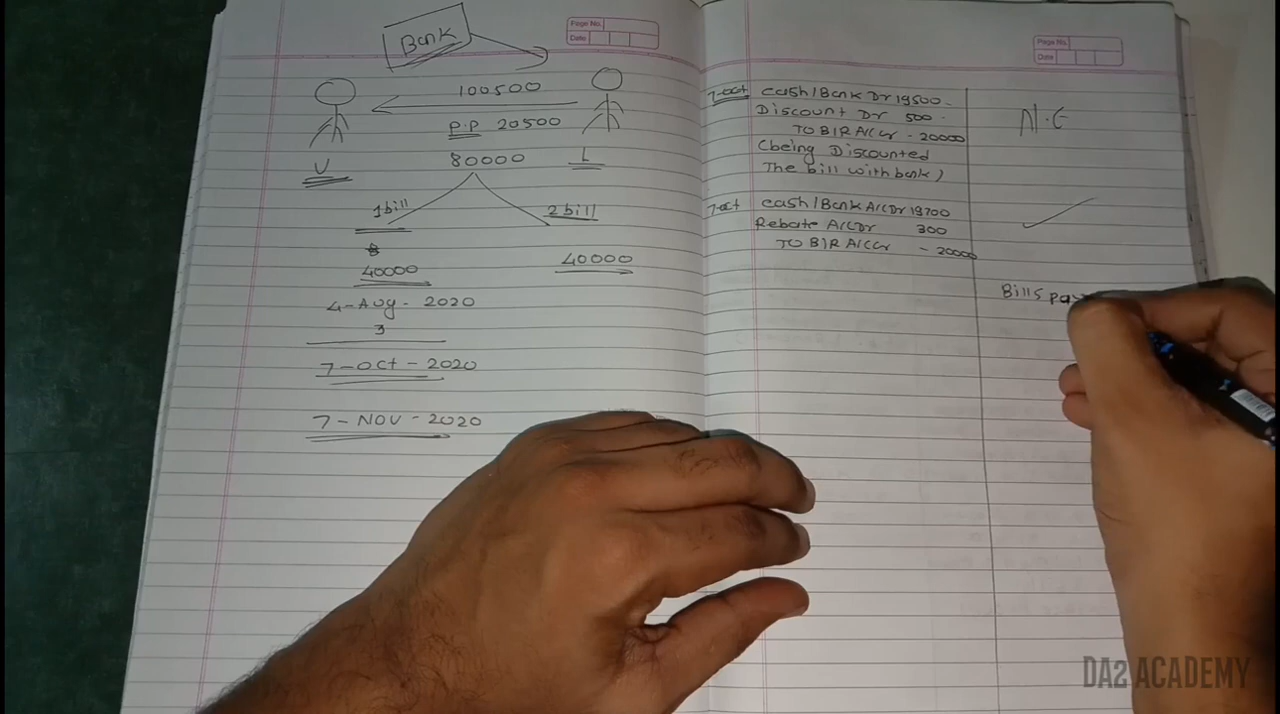 Bank
Page No.
Date
100500
P.P 20500
V
80000
L
1 bill
2 bill
40000
40000
4-Aug-2020
3
7-Oct-2020
7-NOV-2020
Page No.
Date
7-oct cash/Bank Dr 19500-
Discount Dr 500-
To B/R A/c Cr - 20000
N.E
(being Discounted
The bill with bank)
7-oct cash/Bank A/c Dr 19700
Rebate A/c Dr 300
To B/R A/c Cr - 20000
Bills pa
DA2 ACADEMY